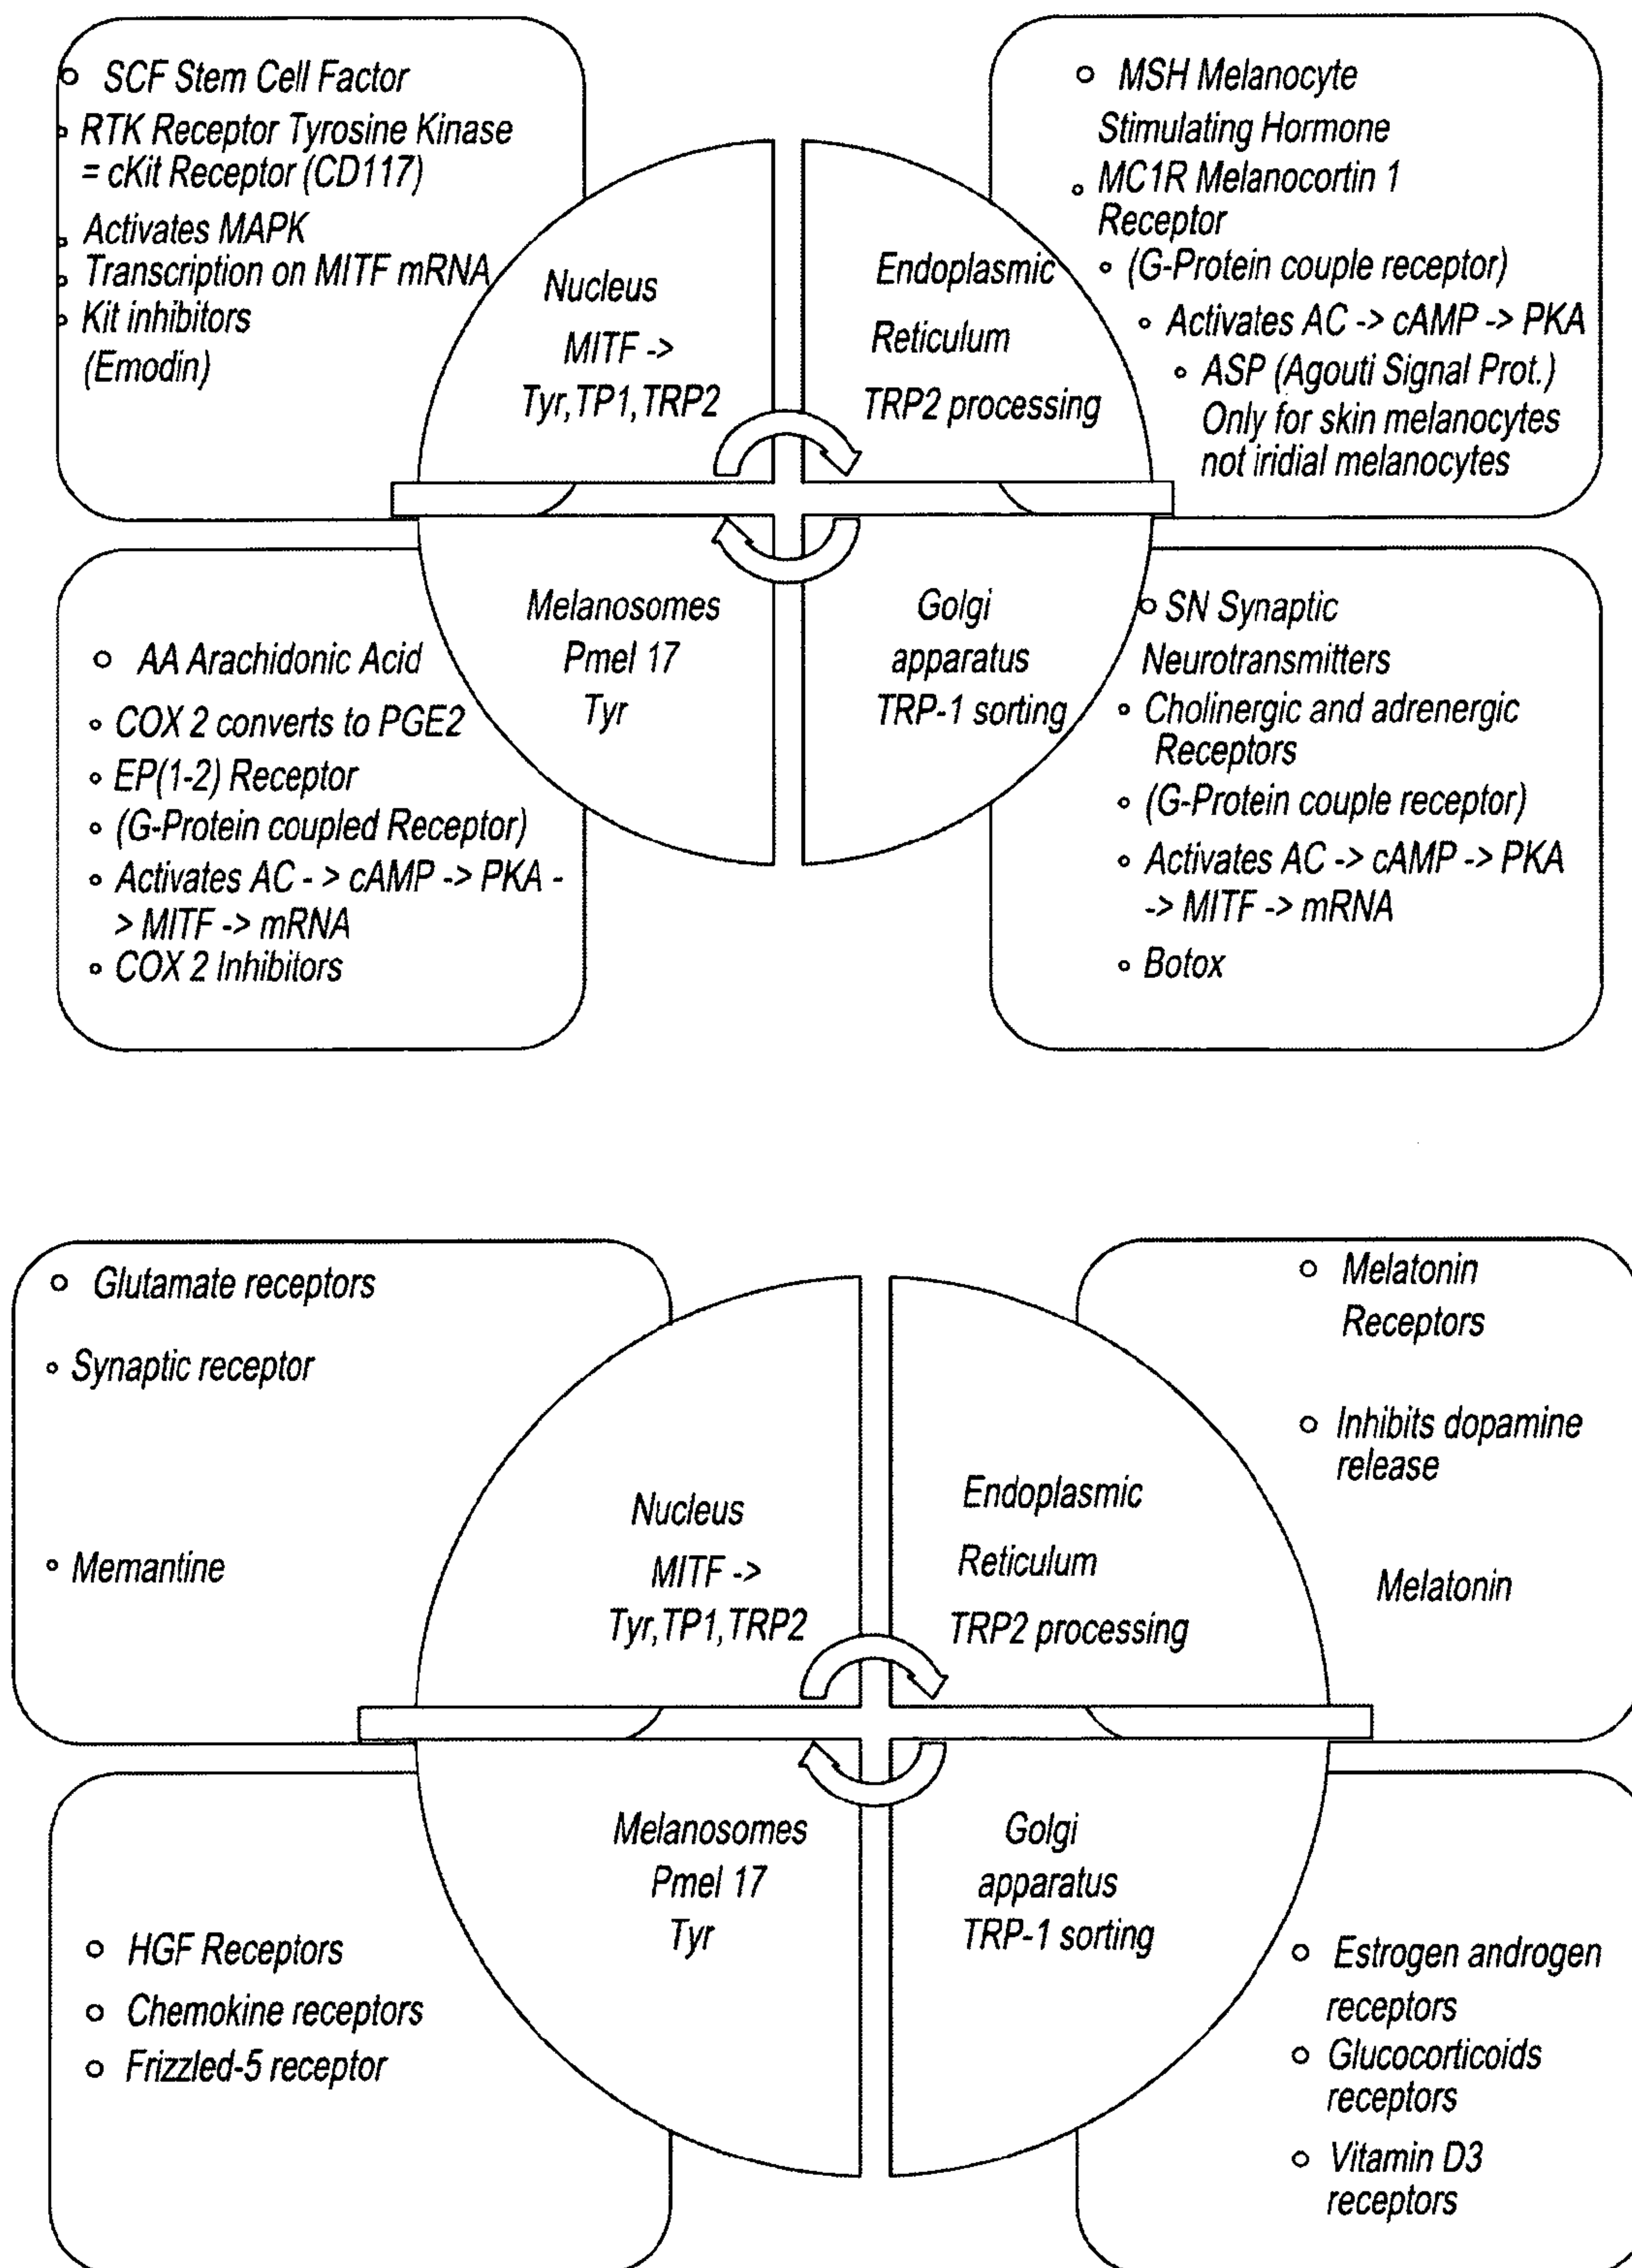 SCF Stem Cell Factor
RTK Receptor Tyrosine Kinase
= cKit Receptor (CD117)
Activates MAPK
Transcription on MITF mRNA
Kit inhibitors
(Emodin)
Nucleus
MITF ->
Tyr,TP1,TRP2
Endoplasmic
Reticulum
TRP2 processing
MSH Melanocyte
Stimulating Hormone
MC1R Melanocortin 1
Receptor
(G-Protein couple receptor)
Activates AC -> cAMP -> PKA
ASP (Agouti Signal Prot.)
Only for skin melanocytes
not iridial melanocytes
AA Arachidonic Acid
COX 2 converts to PGE2
EP(1-2) Receptor
(G-Protein coupled Receptor)
Activates AC - > cAMP -> PKA -
> MITF -> mRNA
COX 2 Inhibitors
Melanosomes
Pmel 17
Tyr
Golgi
apparatus
TRP-1 sorting
SN Synaptic
Neurotransmitters
Cholinergic and adrenergic
Receptors
(G-Protein couple receptor)
Activates AC -> cAMP -> PKA
-> MITF -> mRNA
Botox
Glutamate receptors
Synaptic receptor
Memantine
Nucleus
MITF ->
Tyr,TP1,TRP2
Endoplasmic
Reticulum
TRP2 processing
Melatonin
Receptors
Inhibits dopamine
release
Melatonin
HGF Receptors
Chemokine receptors
Frizzled-5 receptor
Melanosomes
Pmel 17
Tyr
Golgi
apparatus
TRP-1 sorting
Estrogen androgen
receptors
Glucocorticoids
receptors
Vitamin D3
receptors